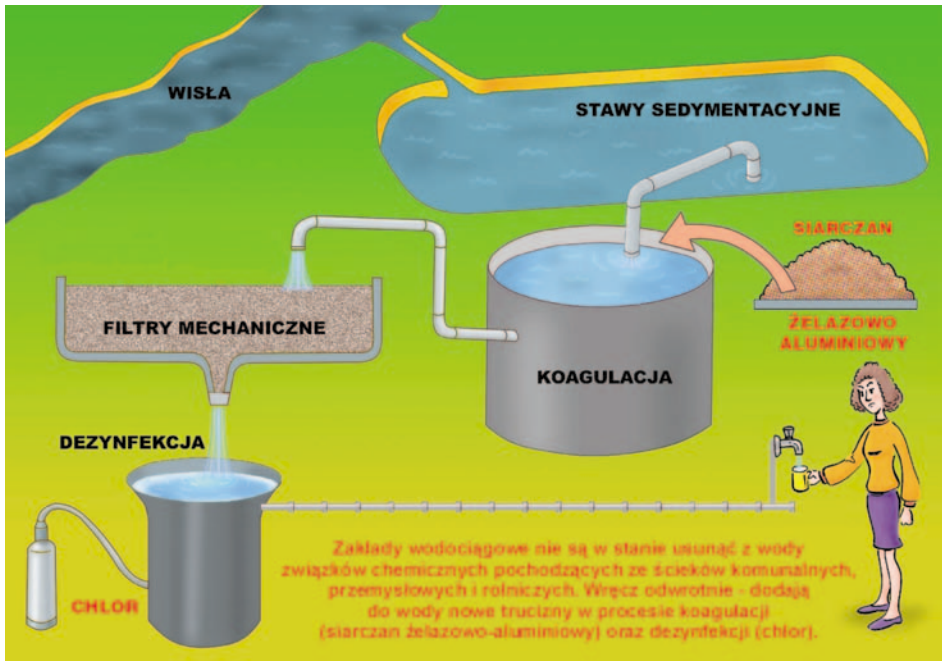 WISŁA
STAWY SEDYMENTACYJNE
SIARCZAN
ŻELAZOWO
ALUMINIOWY
FILTRY MECHANICZNE
KOAGULACJA
DEZYNFEKCJA
CHLOR
Zakłady wodociągowe nie są w stanie usunąć z wody
związków chemicznych pochodzących ze ścieków komunalnych,
przemysłowych i rolniczych. Wręcz odwrotnie - dodają
do wody nowe trucizny w procesie koagulacji
(siarczan żelazowo-aluminiowy) oraz dezynfekcji (chlor).